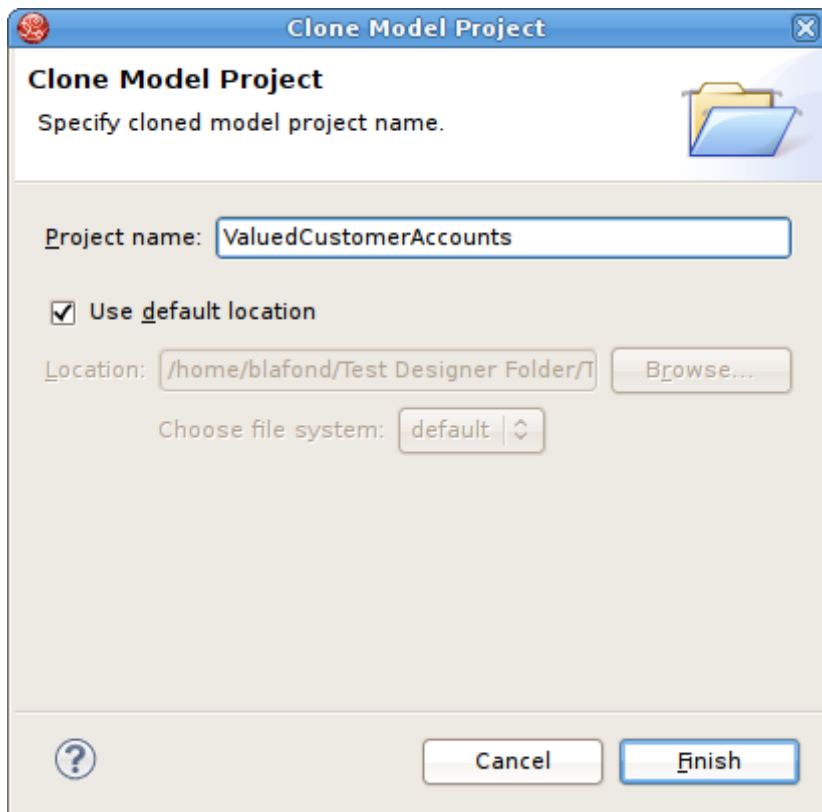 Clone Model Project
Clone Model Project
Specify cloned model project name.
Project name: ValuedCustomerAccounts
Use default location
Location: /home/blafond/Test Designer Folder/T Browse...
Choose file system: default
? Cancel Finish